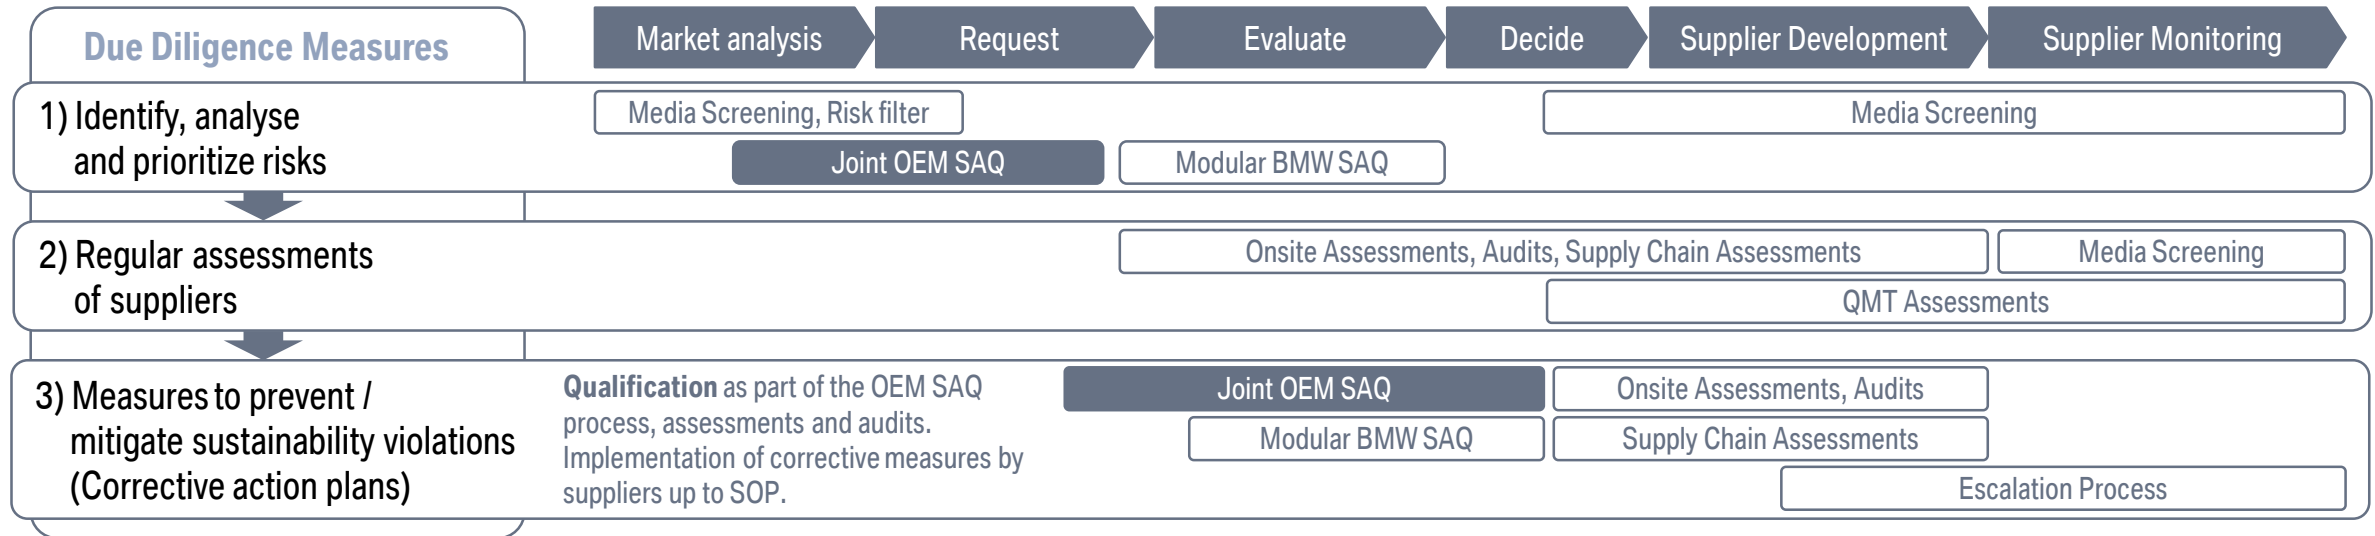 Due Diligence Measures
Market analysis
Request
Evaluate
Decide
Supplier Development
Supplier Monitoring
1) Identify, analyse
and prioritize risks
Media Screening, Risk filter
Media Screening
Joint OEM SAQ
Modular BMW SAQ
2) Regular assessments
of suppliers
Onsite Assessments, Audits, Supply Chain Assessments
Media Screening
QMT Assessments
3) Measures to prevent /
mitigate sustainability violations
(Corrective action plans)
Qualification as part of the OEM SAQ
process, assessments and audits.
Implementation of corrective measures by
suppliers up to SOP.
Joint OEM SAQ
Onsite Assessments, Audits
Modular BMW SAQ
Supply Chain Assessments
Escalation Process